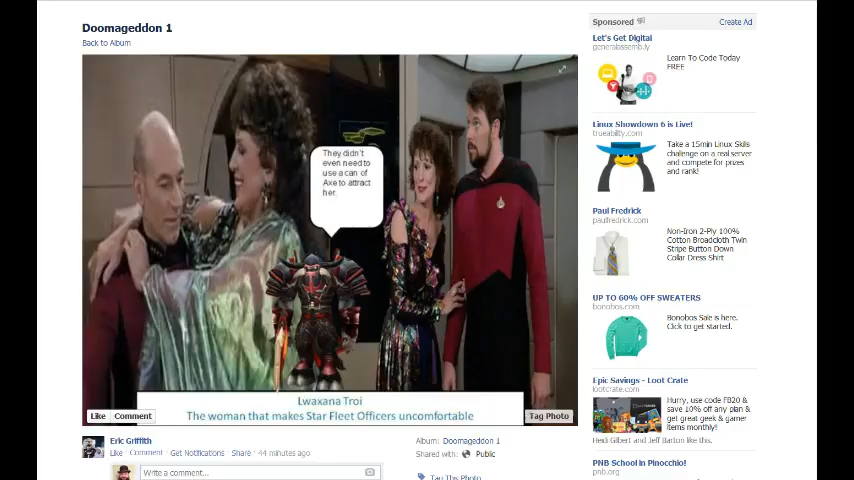 Doomageddon 1
Back to Album
They didn't
even need to
use a can of
Axe to attract
her.
Lwaxana Troi
The woman that makes Star Fleet Officers uncomfortable
Like Comment
Tag Photo
Eric Griffith
Like · Comment · Get Notifications · Share · 44 minutes ago
Write a comment...
Album: Doomageddon 1
Shared with: Public
Tag This Photo
Sponsored
Create Ad
Let's Get Digital
generalassemb.ly
Learn To Code Today
FREE
Linux Showdown 6 is Live!
trueability.com
Take a 15min Linux Skills
challenge on a real server
and compete for prizes
and rank!
Paul Fredrick
paulfredrick.com
Non-Iron 2-Ply 100%
Cotton Broadcloth Twin
Stripe Button Down
Collar Dress Shirt
UP TO 60% OFF SWEATERS
bonobos.com
Bonobos Sale is here.
Click to get started.
Epic Savings - Loot Crate
lootcrate.com
Hurry, use code FB20 &
save 10% off any plan &
get great geek & gamer
items monthly!
Heidi Gilbert and Jeff Barton like this.
PNB School in Pinocchio!
pnb.org